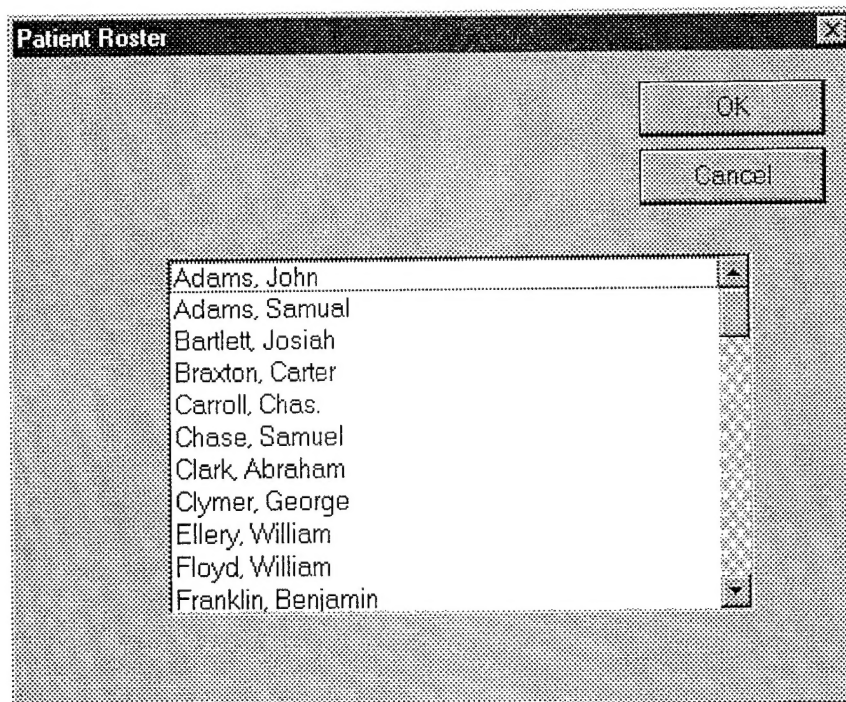 Patient Roster
OK
Cancel
Adams, John
Adams, Samual
Bartlett, Josiah
Braxton, Carter
Carroll, Chas.
Chase, Samuel
Clark, Abraham
Clymer, George
Ellery, William
Floyd, William
Franklin, Benjamin